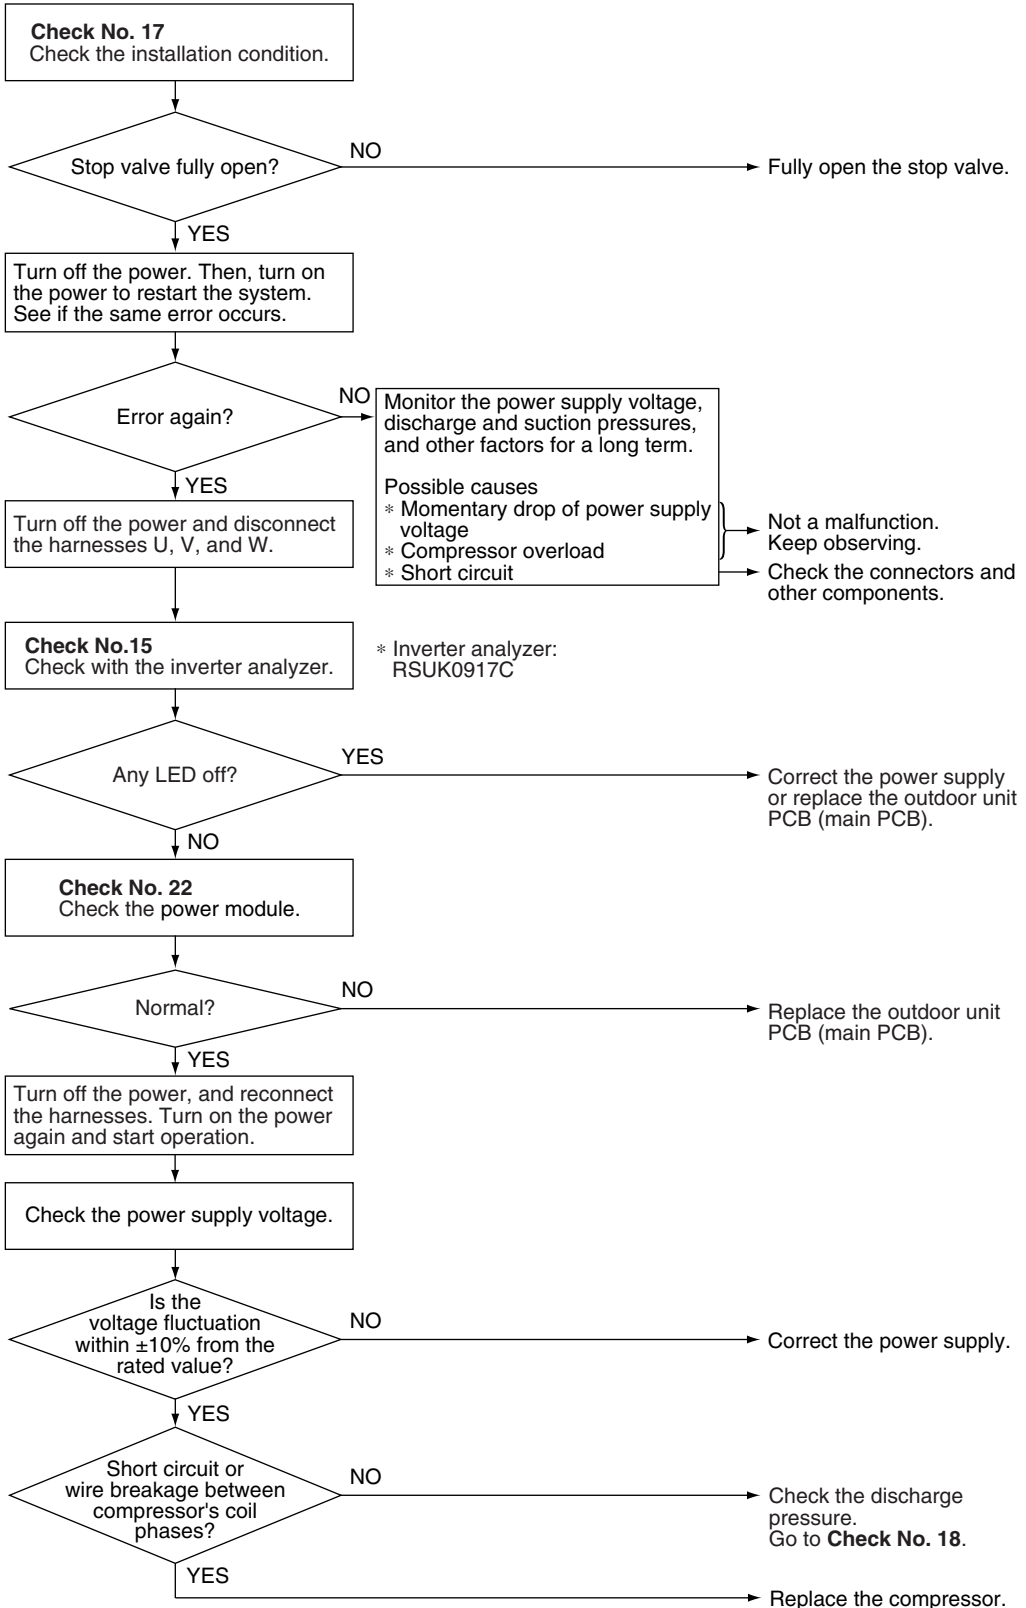 Check No. 17
Check the installation condition.
Stop valve fully open?
NO
Fully open the stop valve.
YES
Turn off the power. Then, turn on
the power to restart the system.
See if the same error occurs.
Error again?
NO
Monitor the power supply voltage,
discharge and suction pressures,
and other factors for a long term.
Possible causes
* Momentary drop of power supply
voltage
* Compressor overload
* Short circuit
Not a malfunction.
Keep observing.
Check the connectors and
other components.
YES
Turn off the power and disconnect
the harnesses U, V, and W.
Check No.15
Check with the inverter analyzer.
* Inverter analyzer:
RSUK0917C
Any LED off?
YES
Correct the power supply
or replace the outdoor unit
PCB (main PCB).
NO
Check No. 22
Check the power module.
Normal?
NO
Replace the outdoor unit
PCB (main PCB).
YES
Turn off the power, and reconnect
the harnesses. Turn on the power
again and start operation.
Check the power supply voltage.
Is the
voltage fluctuation
within ±10% from the
rated value?
NO
Correct the power supply.
YES
Short circuit or
wire breakage between
compressor's coil
phases?
NO
Check the discharge
pressure.
Go to Check No. 18.
YES
Replace the compressor.